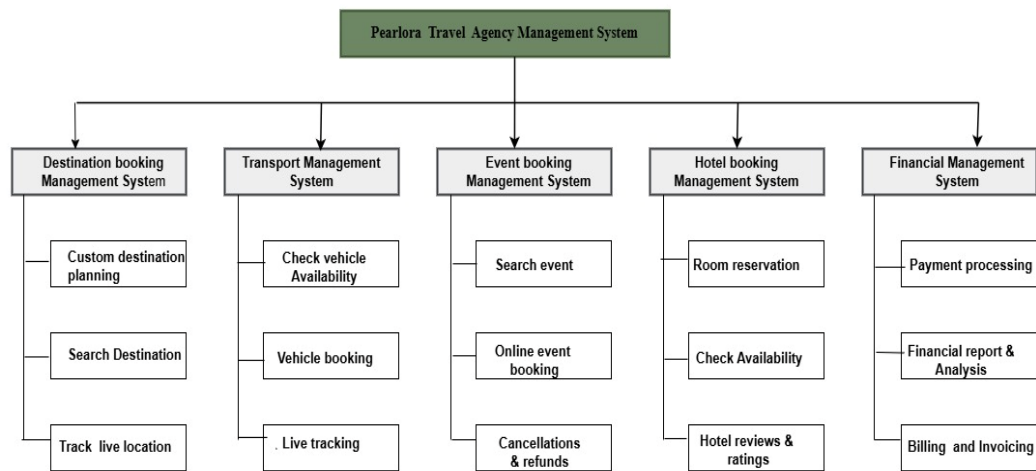 Pearlora Travel Agency Management System
Destination booking
Management System
Transport Management
System
Event booking
Management System
Hotel booking
Management System
Financial Management
System
Custom destination
planning
Check vehicle
Availability
Search event
Room reservation
Payment processing
Search Destination
Vehicle booking
Online event
booking
Check Availability
Financial report &
Analysis
Track live location
. Live tracking
Cancellations
& refunds
Hotel reviews &
ratings
Billing and Invoicing